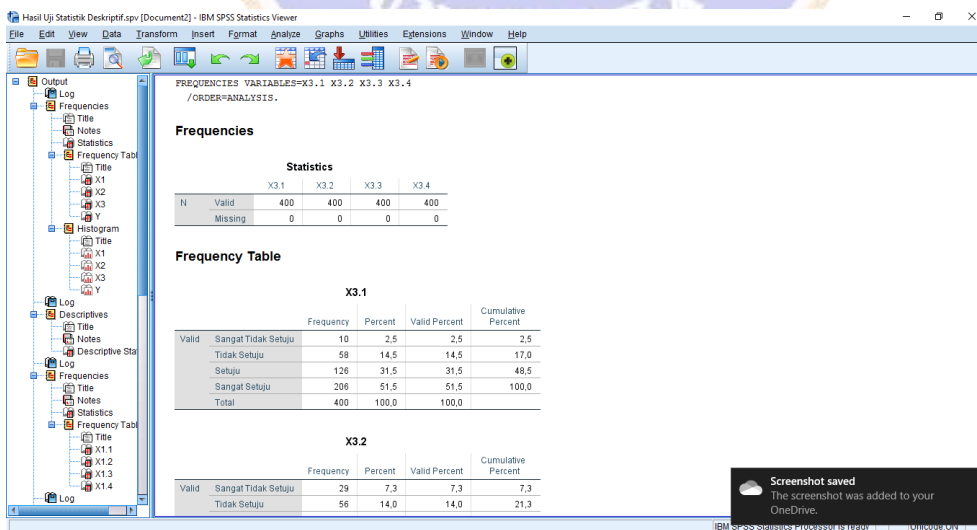 Hasil Uji Statistik Deskriptif.spv [Document2] - IBM SPSS Statistics Viewer
File Edit View Data Transform Insert Format Analyze Graphs Utilities Extensions Window Help
Output
Log
Frequencies
Title
Notes
Statistics
Frequency Tabl
Title
X1
X2
X3
Y
Histogram
Title
X1
X2
X3
Y
Log
Descriptives
Title
Notes
Descriptive Sta
Log
Frequencies
Title
Notes
Statistics
Frequency Tabl
Title
X1.1
X1.2
X1.3
X1.4
Log
FREQUENCIES VARIABLES=X3.1 X3.2 X3.3 X3.4
/ORDER=ANALYSIS.
Frequencies
Statistics
X3.1 X3.2 X3.3 X3.4
N Valid 400 400 400 400
Missing 0 0 0 0
Frequency Table
X3.1
Frequency Percent Valid Percent Cumulative Percent
Valid Sangat Tidak Setuju 10 2,5 2,5 2,5
Tidak Setuju 58 14,5 14,5 17,0
Setuju 126 31,5 31,5 48,5
Sangat Setuju 206 51,5 51,5 100,0
Total 400 100,0 100,0
X3.2
Frequency Percent Valid Percent Cumulative Percent
Valid Sangat Tidak Setuju 29 7,3 7,3 7,3
Tidak Setuju 56 14,0 14,0 21,3
Screenshot saved
The screenshot was added to your
OneDrive.
IBM SPSS Statistics Processor is ready Unicode:ON